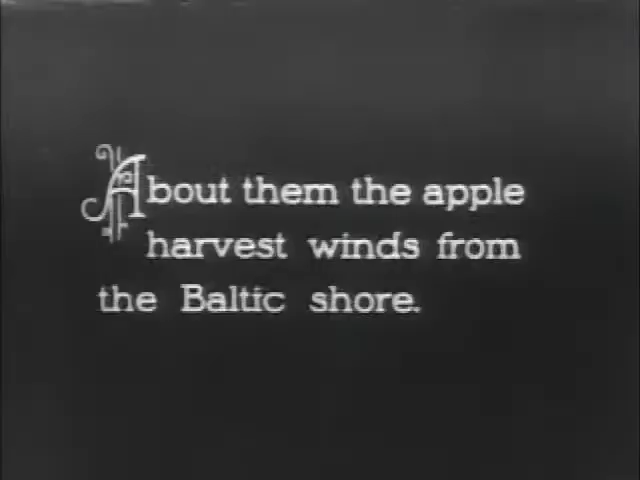 About them the apple
harvest winds from
the Baltic shore.